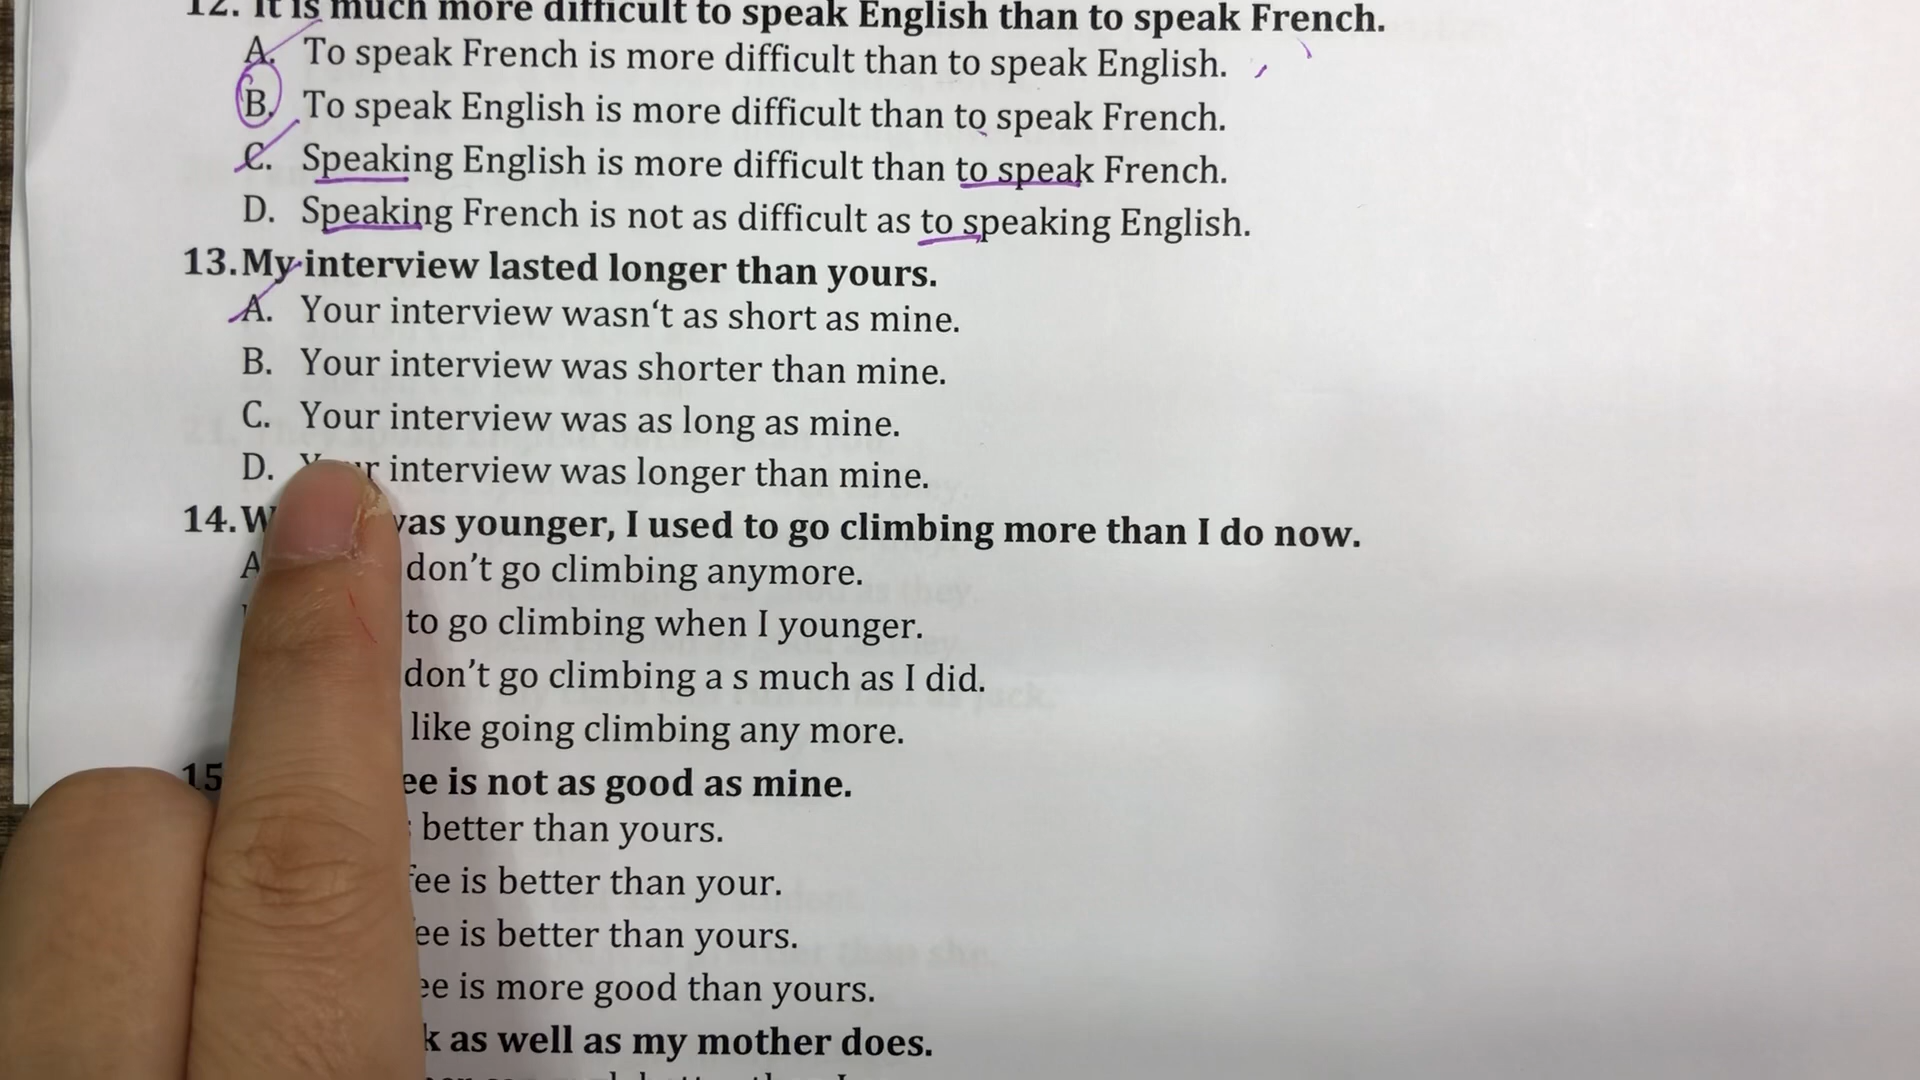 12. It is much more difficult to speak English than to speak French.
A. To speak French is more difficult than to speak English.
B. To speak English is more difficult than to speak French.
C. Speaking English is more difficult than to speak French.
D. Speaking French is not as difficult as to speaking English.
13. My interview lasted longer than yours.
A. Your interview wasn‘t as short as mine.
B. Your interview was shorter than mine.
C. Your interview was as long as mine.
D. Your interview was longer than mine.
14. was younger, I used to go climbing more than I do now.
A don’t go climbing anymore.
to go climbing when I younger.
don’t go climbing a s much as I did.
like going climbing any more.
15 is not as good as mine.
better than yours.
is better than your.
is better than yours.
is more good than yours.
as well as my mother does.